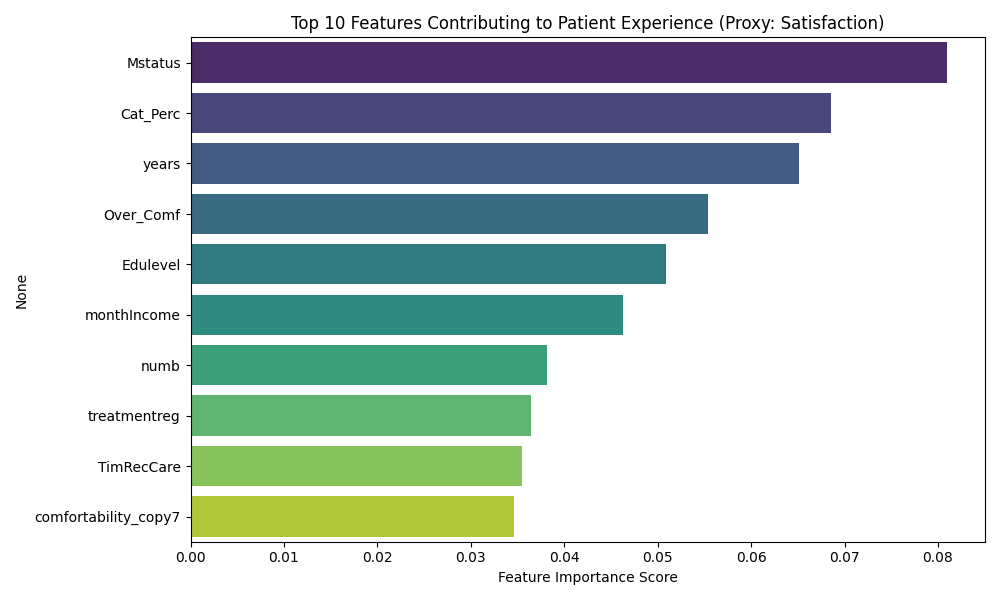 Top 10 Features Contributing to Patient Experience (Proxy: Satisfaction)
None
Mstatus
Cat_Perc
years
Over_Comf
Edulevel
monthIncome
numb
treatmentreg
TimRecCare
comfortability_copy7
0.00 0.01 0.02 0.03 0.04 0.05 0.06 0.07 0.08
Feature Importance Score